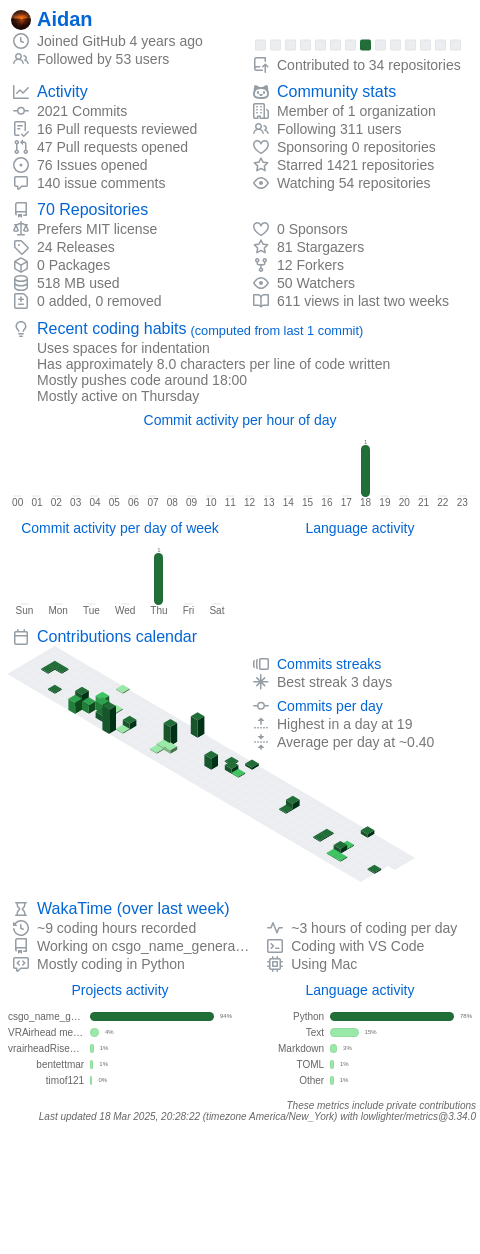 Aidan
Joined GitHub 4 years ago
Followed by 53 users
Contributed to 34 repositories
Activity
2021 Commits
16 Pull requests reviewed
47 Pull requests opened
76 Issues opened
140 issue comments
Community stats
Member of 1 organization
Following 311 users
Sponsoring 0 repositories
Starred 1421 repositories
Watching 54 repositories
70 Repositories
Prefers MIT license
24 Releases
0 Packages
518 MB used
0 added, 0 removed
0 Sponsors
81 Stargazers
12 Forkers
50 Watchers
611 views in last two weeks
Recent coding habits (computed from last 1 commit)
Uses spaces for indentation
Has approximately 8.0 characters per line of code written
Mostly pushes code around 18:00
Mostly active on Thursday
Commit activity per hour of day
1
00 01 02 03 04 05 06 07 08 09 10 11 12 13 14 15 16 17 18 19 20 21 22 23
Commit activity per day of week
1
Sun Mon Tue Wed Thu Fri Sat
Language activity
Contributions calendar
Commits streaks
Best streak 3 days
Commits per day
Highest in a day at 19
Average per day at ~0.40
WakaTime (over last week)
~9 coding hours recorded
Working on csgo_name_genera…
Mostly coding in Python
~3 hours of coding per day
Coding with VS Code
Using Mac
Projects activity
csgo_name_g… 94%
VRAirhead me… 4%
vrairheadRise… 1%
bentettmar 1%
timof121 0%
Language activity
Python 78%
Text 15%
Markdown 3%
TOML 1%
Other 1%
These metrics include private contributions
Last updated 18 Mar 2025, 20:28:22 (timezone America/New_York) with lowlighter/metrics@3.34.0